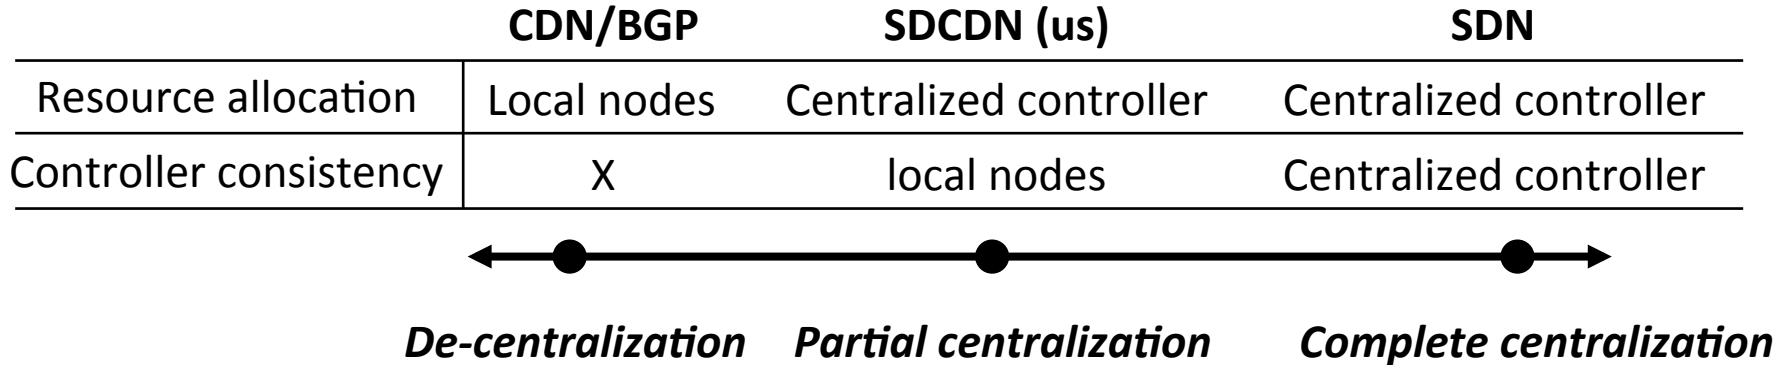 CDN/BGP SDCDN (us) SDN
Resource allocation Local nodes Centralized controller Centralized controller
Controller consistency X local nodes Centralized controller
De-centralization Partial centralization Complete centralization